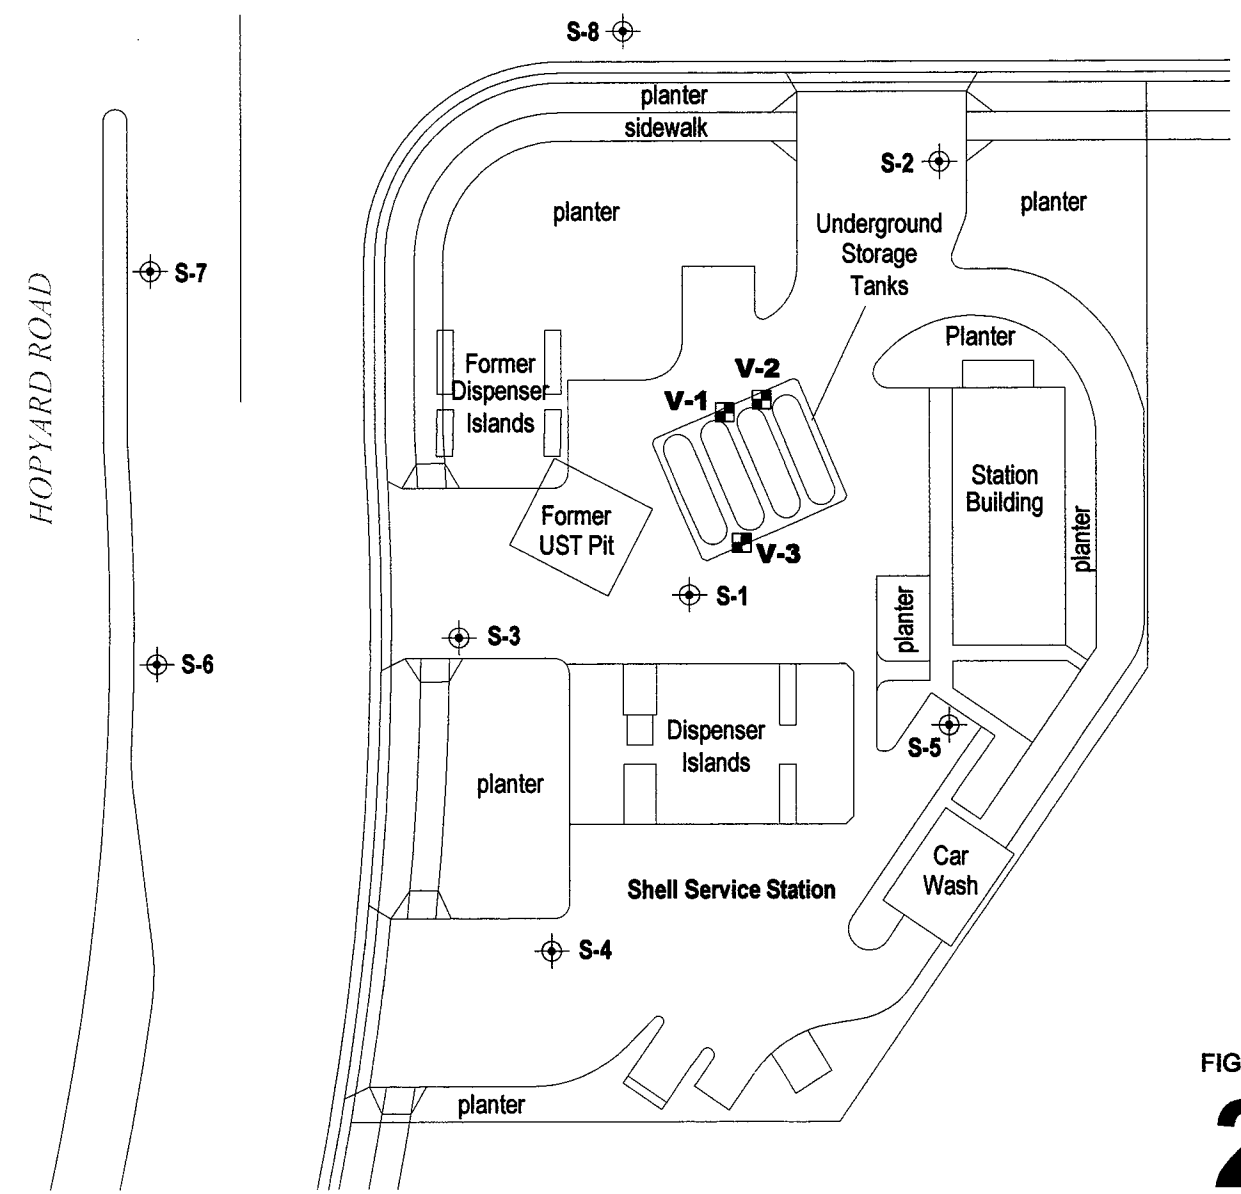 S-8
planter
sidewalk
S-2
planter
planter
Underground
Storage
Tanks
S-7
HOPYARD ROAD
Planter
Former
Dispenser
Islands
V-2
V-1
Station
Building
Former
UST Pit
planter
V-3
S-1
planter
S-3
S-6
Dispenser
Islands
S-5
planter
Car
Wash
Shell Service Station
S-4
FIG
2
planter